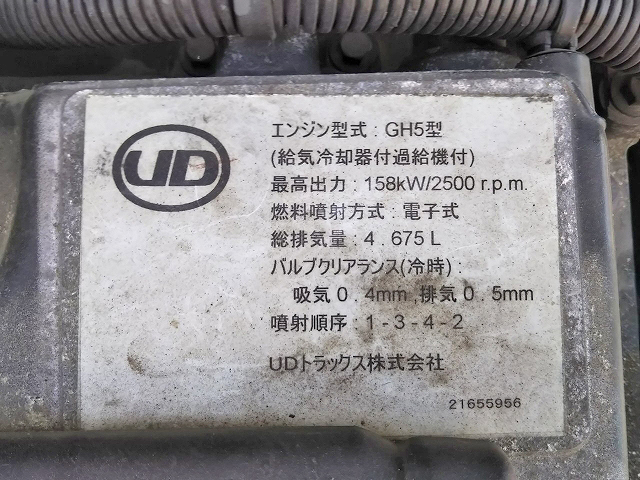 UD
エンジン型式 : GH5型
(給気冷却器付過給機付)
最高出力 : 158kW/2500 r.p.m.
燃料噴射方式 : 電子式
総排気量 : 4 . 675 L
バルブクリアランス(冷時) :
吸気 0 . 4mm ,排気 0 . 5mm
噴射順序 : 1 - 3 - 4 - 2
UDトラックス株式会社
21655956